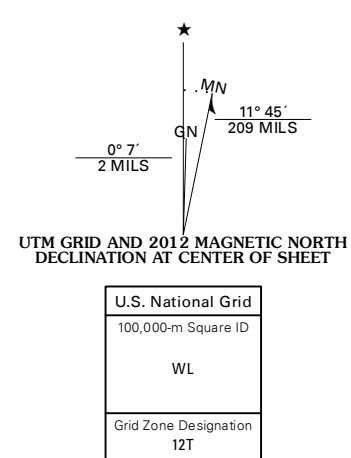 ★
MN
GN
11° 45´
209 MILS
0° 7´
2 MILS
UTM GRID AND 2012 MAGNETIC NORTH
DECLINATION AT CENTER OF SHEET
U.S. National Grid
100,000-m Square ID
WL
Grid Zone Designation
12T